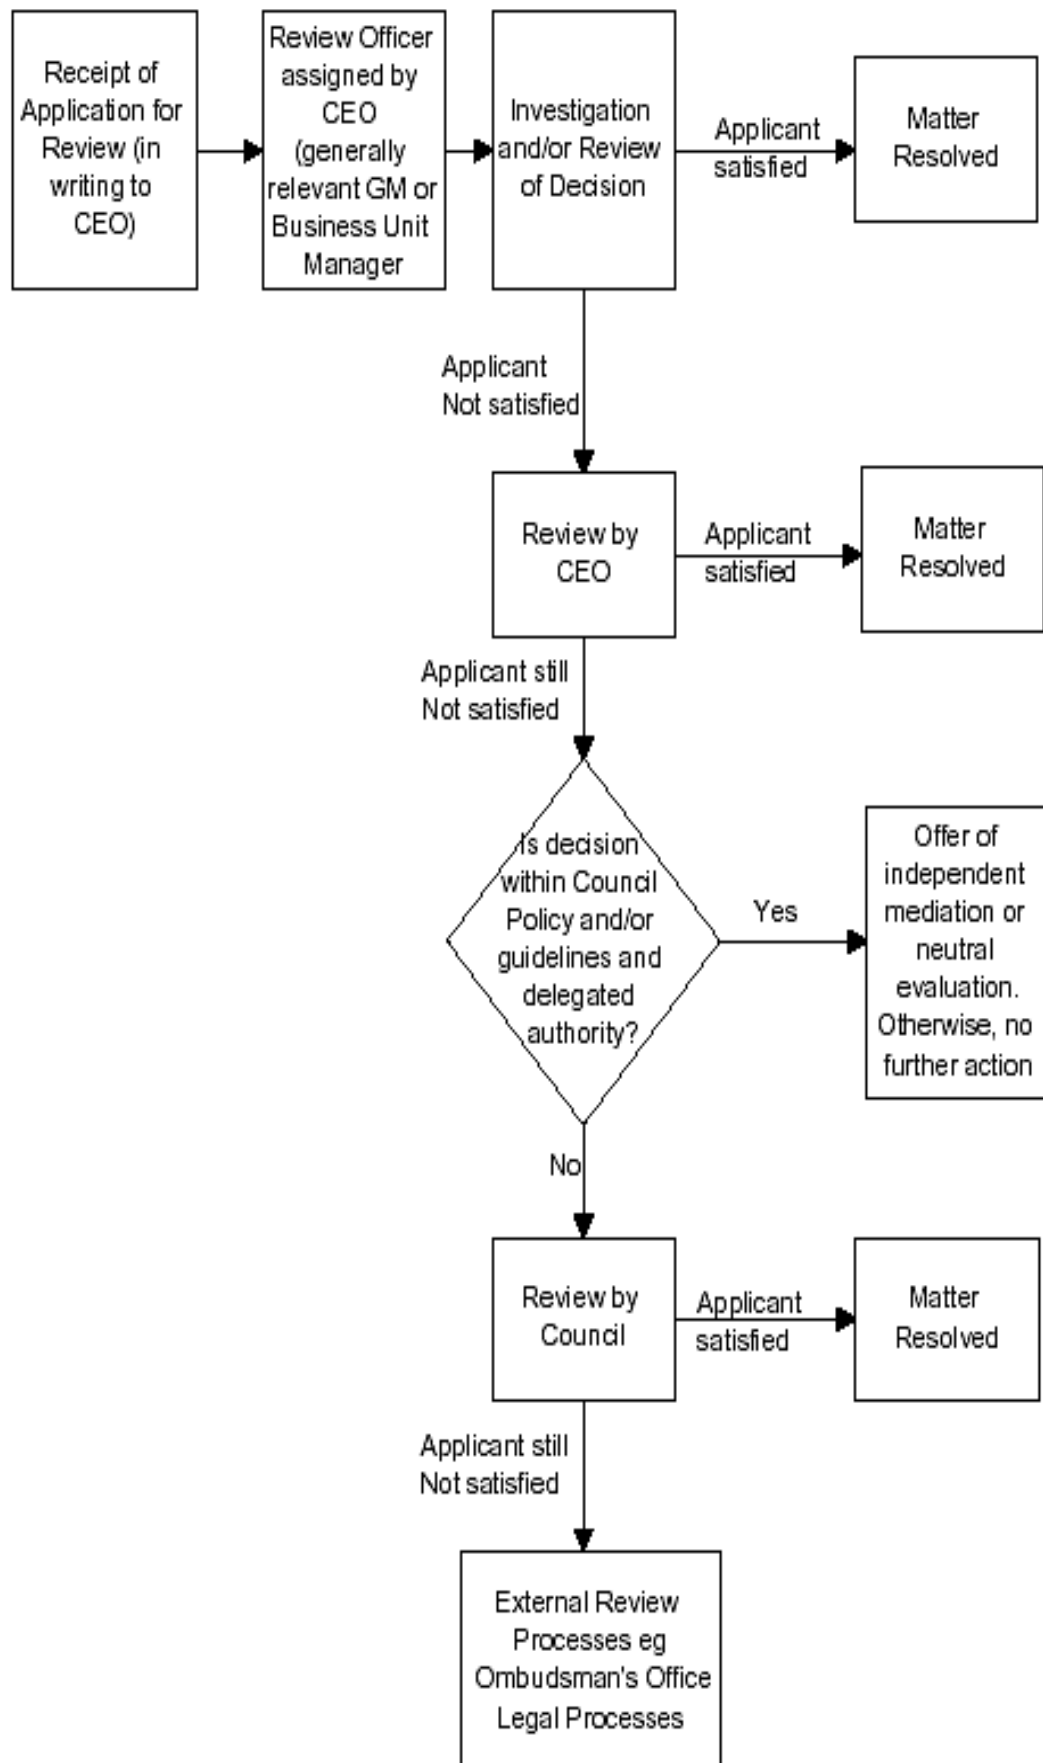 Receipt of
Application for
Review (in
writing to
CEO)
Review Officer
assigned by
CEO
(generally
relevant GM or
Business Unit
Manager
Investigation
and/or Review
of Decision
Applicant
satisfied
Matter
Resolved
Applicant
Not satisfied
Review by
CEO
Applicant
satisfied
Matter
Resolved
Applicant still
Not satisfied
Is decision
within Council
Policy and/or
guidelines and
delegated
authority?
Yes
Offer of
independent
mediation or
neutral
evaluation.
Otherwise, no
further action
No
Review by
Council
Applicant
satisfied
Matter
Resolved
Applicant still
Not satisfied
External Review
Processes eg
Ombudsman's Office
Legal Processes